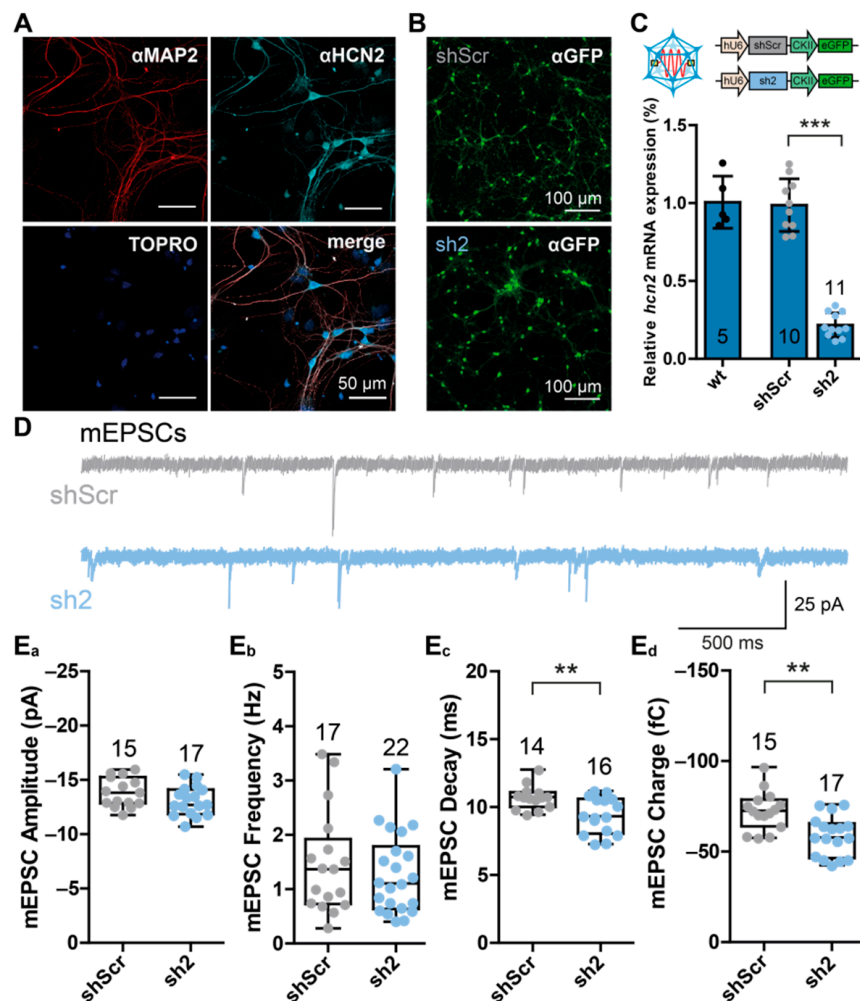 A
αMAP2
αHCN2
TOPRO
merge
50 µm
B
shScr
αGFP
100 µm
sh2
αGFP
100 µm
C
hU6 shScr CKII eGFP
hU6 sh2 CKII eGFP
Relative hcn2 mRNA expression (%)
1.5
1.0
0.5
0.0
***
5
10
11
wt
shScr
sh2
D
mEPSCs
shScr
sh2
25 pA
500 ms
Ea
mEPSC Amplitude (pA)
−25
−20
−15
−10
−5
0
15
17
shScr
sh2
Eb
mEPSC Frequency (Hz)
5
4
3
2
1
0
17
22
shScr
sh2
Ec
mEPSC Decay (ms)
20
15
10
5
0
**
14
16
shScr
sh2
Ed
mEPSC Charge (fC)
−150
−100
−50
0
**
15
17
shScr
sh2